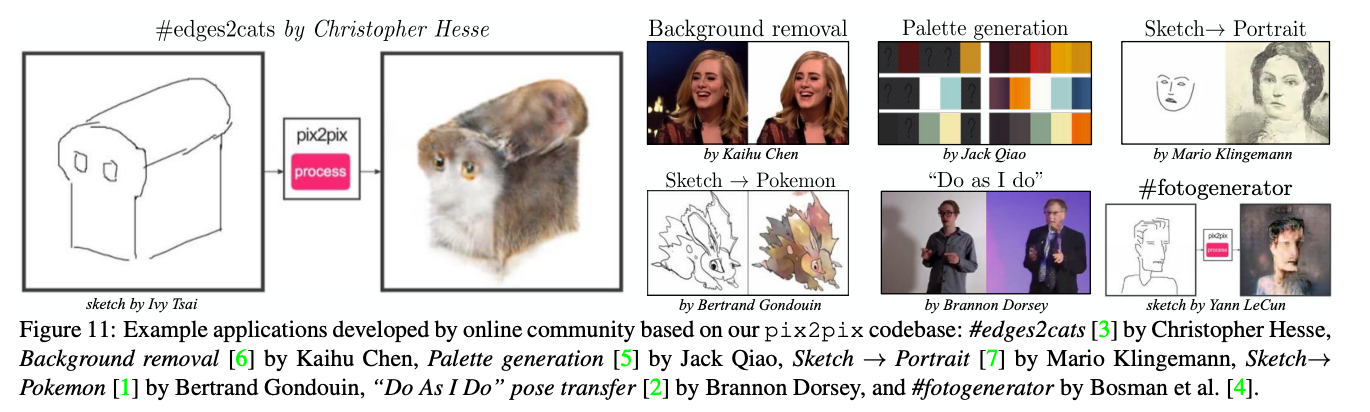 #edges2cats by Christopher Hesse
pix2pix
process
sketch by Ivy Tsai
Background removal
by Kaihu Chen
Palette generation
? ? ? ?
? ? ?
?
by Jack Qiao
Sketch→ Portrait
by Mario Klingemann
Sketch → Pokemon
by Bertrand Gondouin
“Do as I do”
by Brannon Dorsey
#fotogenerator
pix2pix
process
sketch by Yann LeCun
Figure 11: Example applications developed by online community based on our pix2pix codebase: #edges2cats [3] by Christopher Hesse,
Background removal [6] by Kaihu Chen, Palette generation [5] by Jack Qiao, Sketch → Portrait [7] by Mario Klingemann, Sketch→
Pokemon [1] by Bertrand Gondouin, “Do As I Do” pose transfer [2] by Brannon Dorsey, and #fotogenerator by Bosman et al. [4].